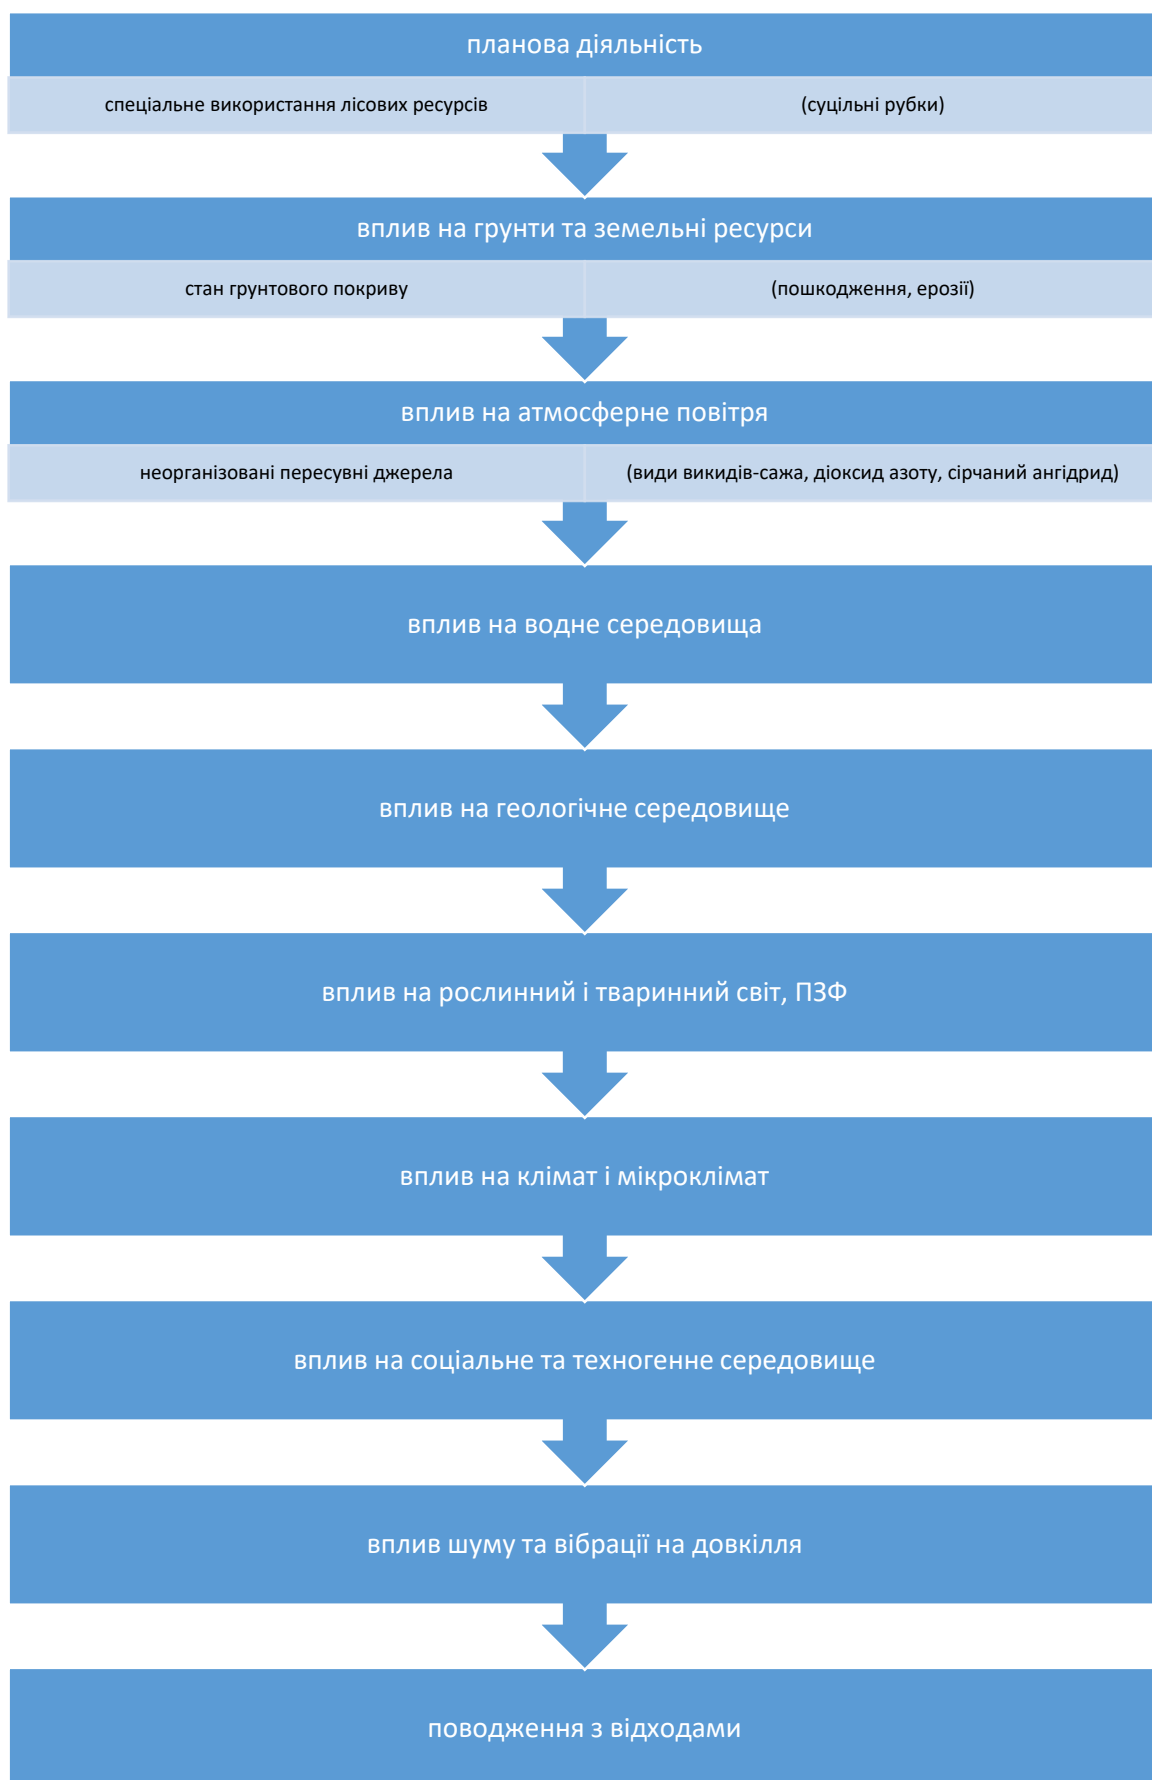 планова діяльність
спеціальне використання лісових ресурсів
(суцільні рубки)
вплив на грунти та земельні ресурси
стан грунтового покриву
(пошкодження, ерозії)
вплив на атмосферне повітря
неорганізовані пересувні джерела
(види викидів-сажа, діоксид азоту, сірчаний ангідрид)
вплив на водне середовища
вплив на геологічне середовище
вплив на рослинний і тваринний світ, ПЗФ
вплив на клімат і мікроклімат
вплив на соціальне та техногенне середовище
вплив шуму та вібрації на довкілля
поводження з відходами